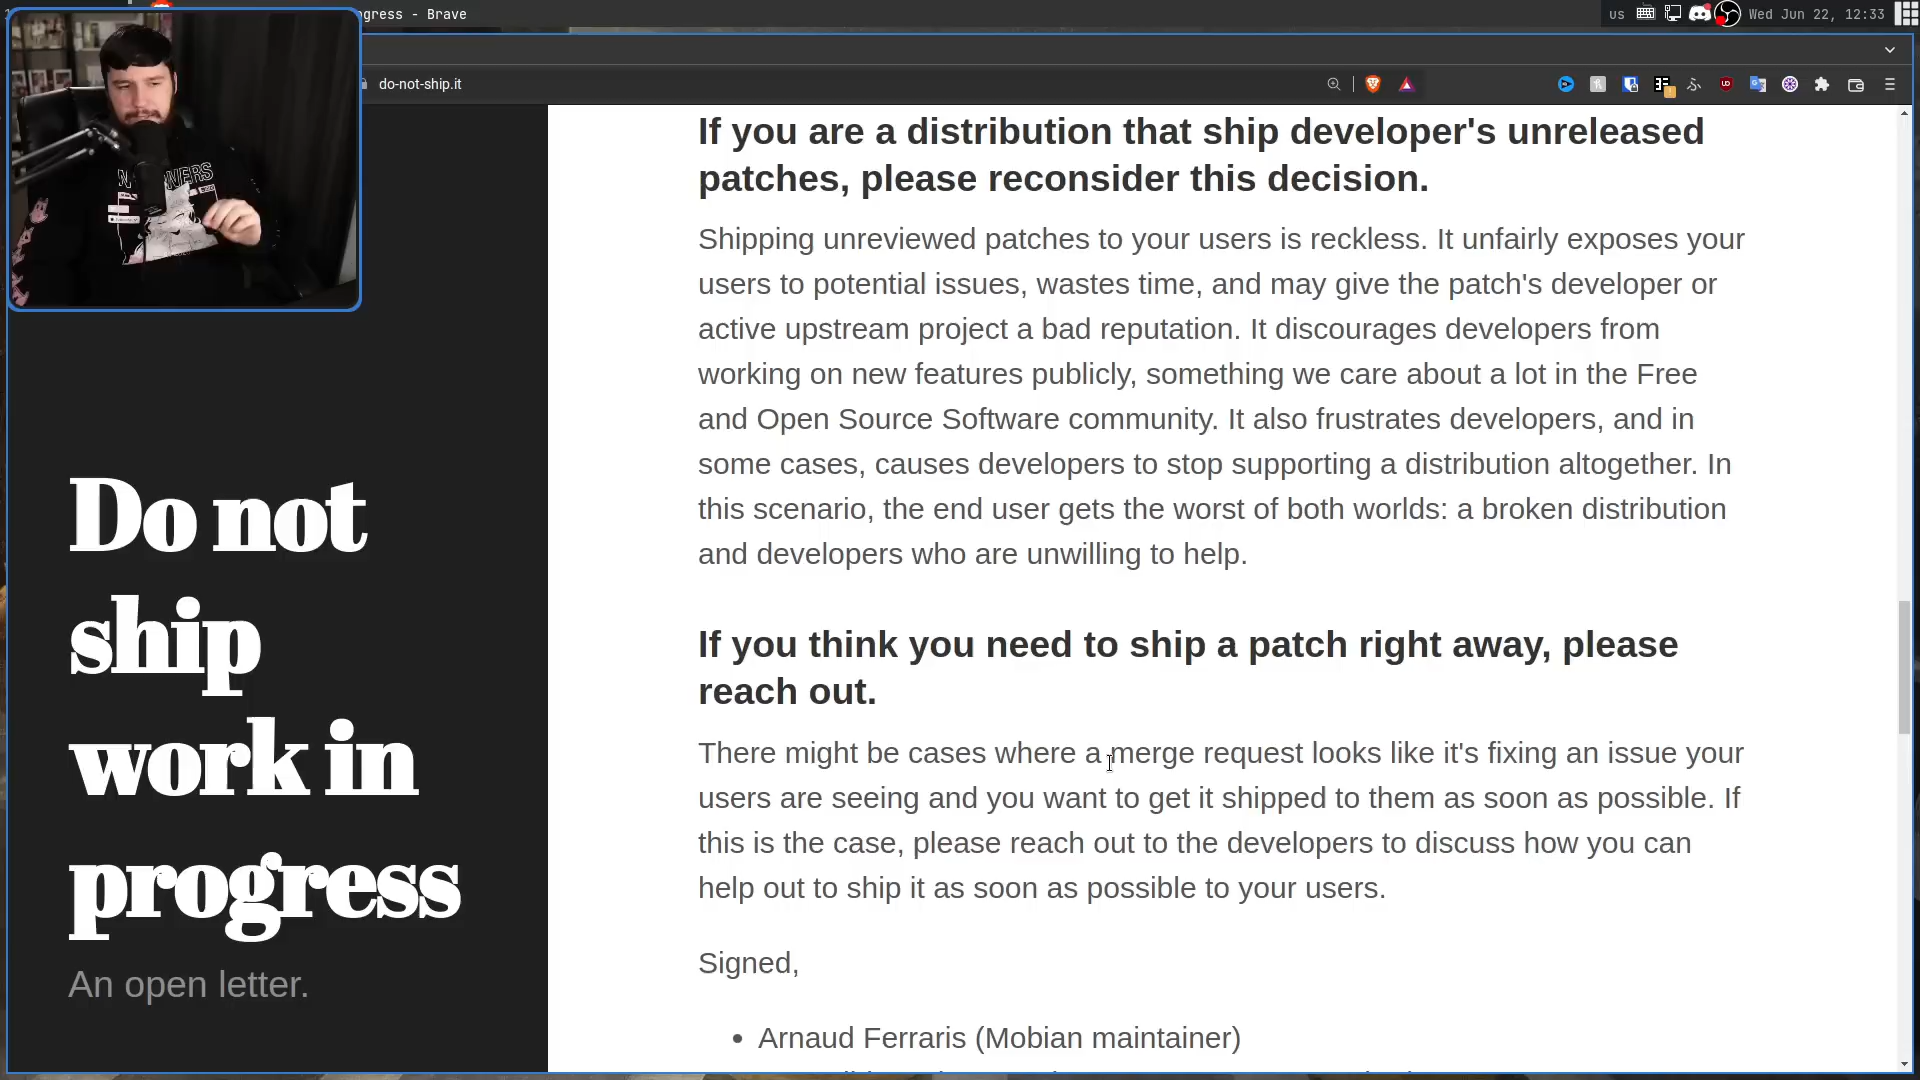 ngress - Brave
us
Wed Jun 22, 12:33
do-not-ship.it
Do not
ship
work in
progress
An open letter.
If you are a distribution that ship developer's unreleased
patches, please reconsider this decision.
Shipping unreviewed patches to your users is reckless. It unfairly exposes your
users to potential issues, wastes time, and may give the patch's developer or
active upstream project a bad reputation. It discourages developers from
working on new features publicly, something we care about a lot in the Free
and Open Source Software community. It also frustrates developers, and in
some cases, causes developers to stop supporting a distribution altogether. In
this scenario, the end user gets the worst of both worlds: a broken distribution
and developers who are unwilling to help.
If you think you need to ship a patch right away, please
reach out.
There might be cases where a merge request looks like it's fixing an issue your
users are seeing and you want to get it shipped to them as soon as possible. If
this is the case, please reach out to the developers to discuss how you can
help out to ship it as soon as possible to your users.
Signed,
• Arnaud Ferraris (Mobian maintainer)